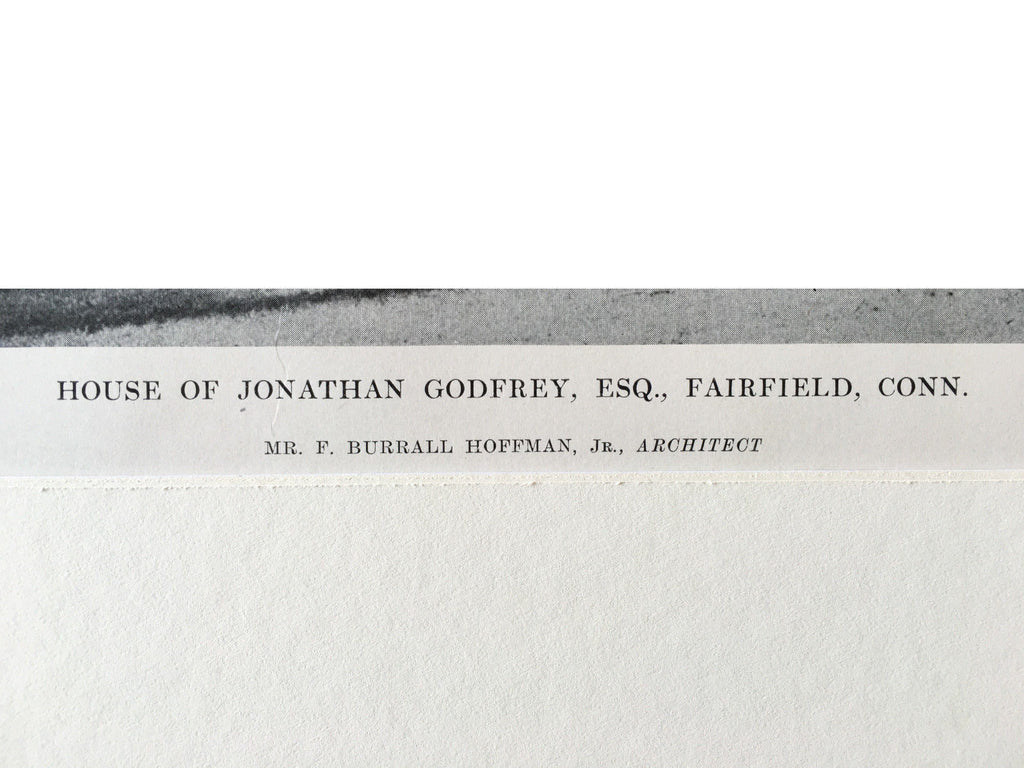 HOUSE OF JONATHAN GODFREY, ESQ., FAIRFIELD, CONN.
MR. F. BURRALL HOFFMAN, JR., ARCHITECT